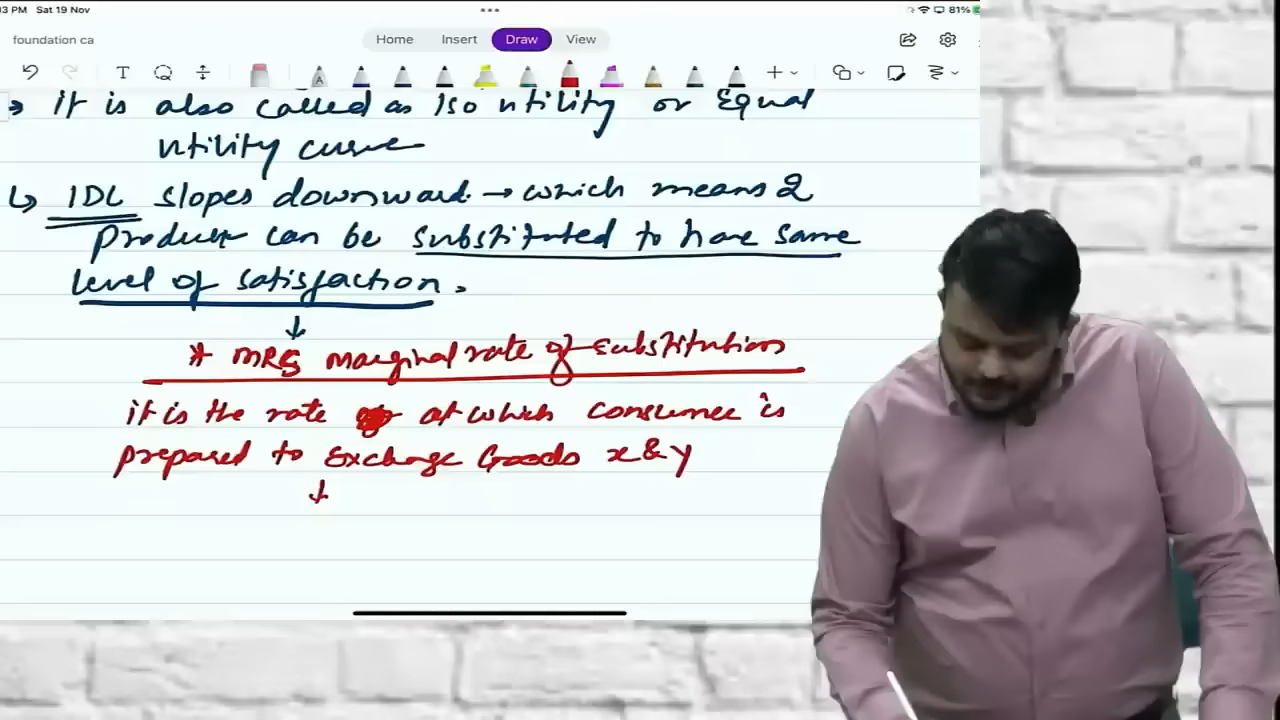 3 PM Sat 19 Nov
81%
foundation ca
Home Insert Draw View
it is also called as Iso utility or Equal
utility curve
IDC slopes downward → which means 2
Product can be substituted to have same
level of satisfaction.
↓
* MRS marginal rate of substitution
it is the rate at which consumer is
prepared to Exchange Goods x & y
↓